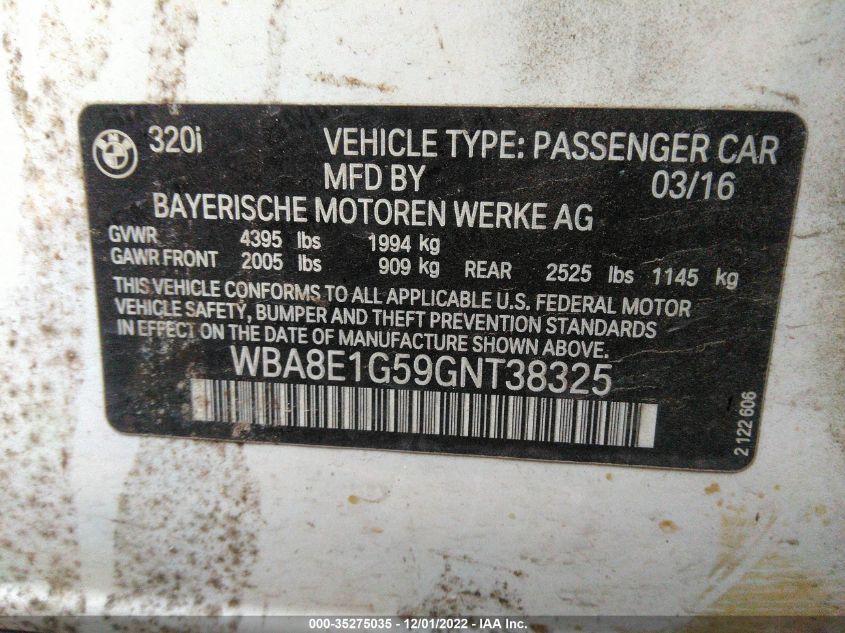 BMW
320i VEHICLE TYPE: PASSENGER CAR
MFD BY 03/16
BAYERISCHE MOTOREN WERKE AG
GVWR 4395 lbs 1994 kg
GAWR FRONT 2005 lbs 909 kg REAR 2525 lbs 1145 kg
THIS VEHICLE CONFORMS TO ALL APPLICABLE U.S. FEDERAL MOTOR
VEHICLE SAFETY, BUMPER AND THEFT PREVENTION STANDARDS
IN EFFECT ON THE DATE OF MANUFACTURE SHOWN ABOVE.
WBA8E1G59GNT38325
2 122 606
000-35275035 - 12/01/2022 - IAAI.com